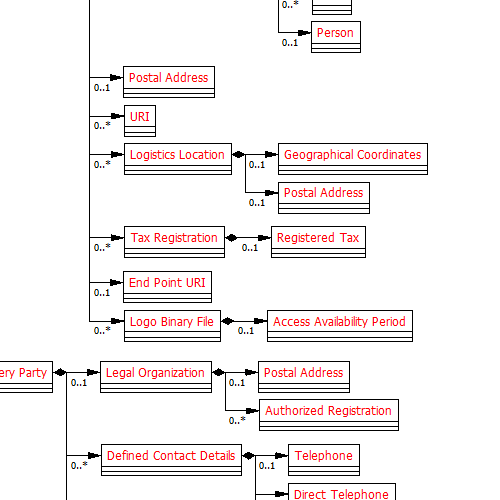 0..*
Person
0..1
Postal Address
0..1
URI
0..*
Logistics Location
0..*
Geographical Coordinates
0..1
Postal Address
0..1
Tax Registration
0..*
Registered Tax
0..1
End Point URI
0..1
Logo Binary File
0..*
Access Availability Period
0..1
ery Party
Legal Organization
0..1
Postal Address
0..1
Authorized Registration
0..*
Defined Contact Details
0..*
Telephone
0..1
Direct Telephone